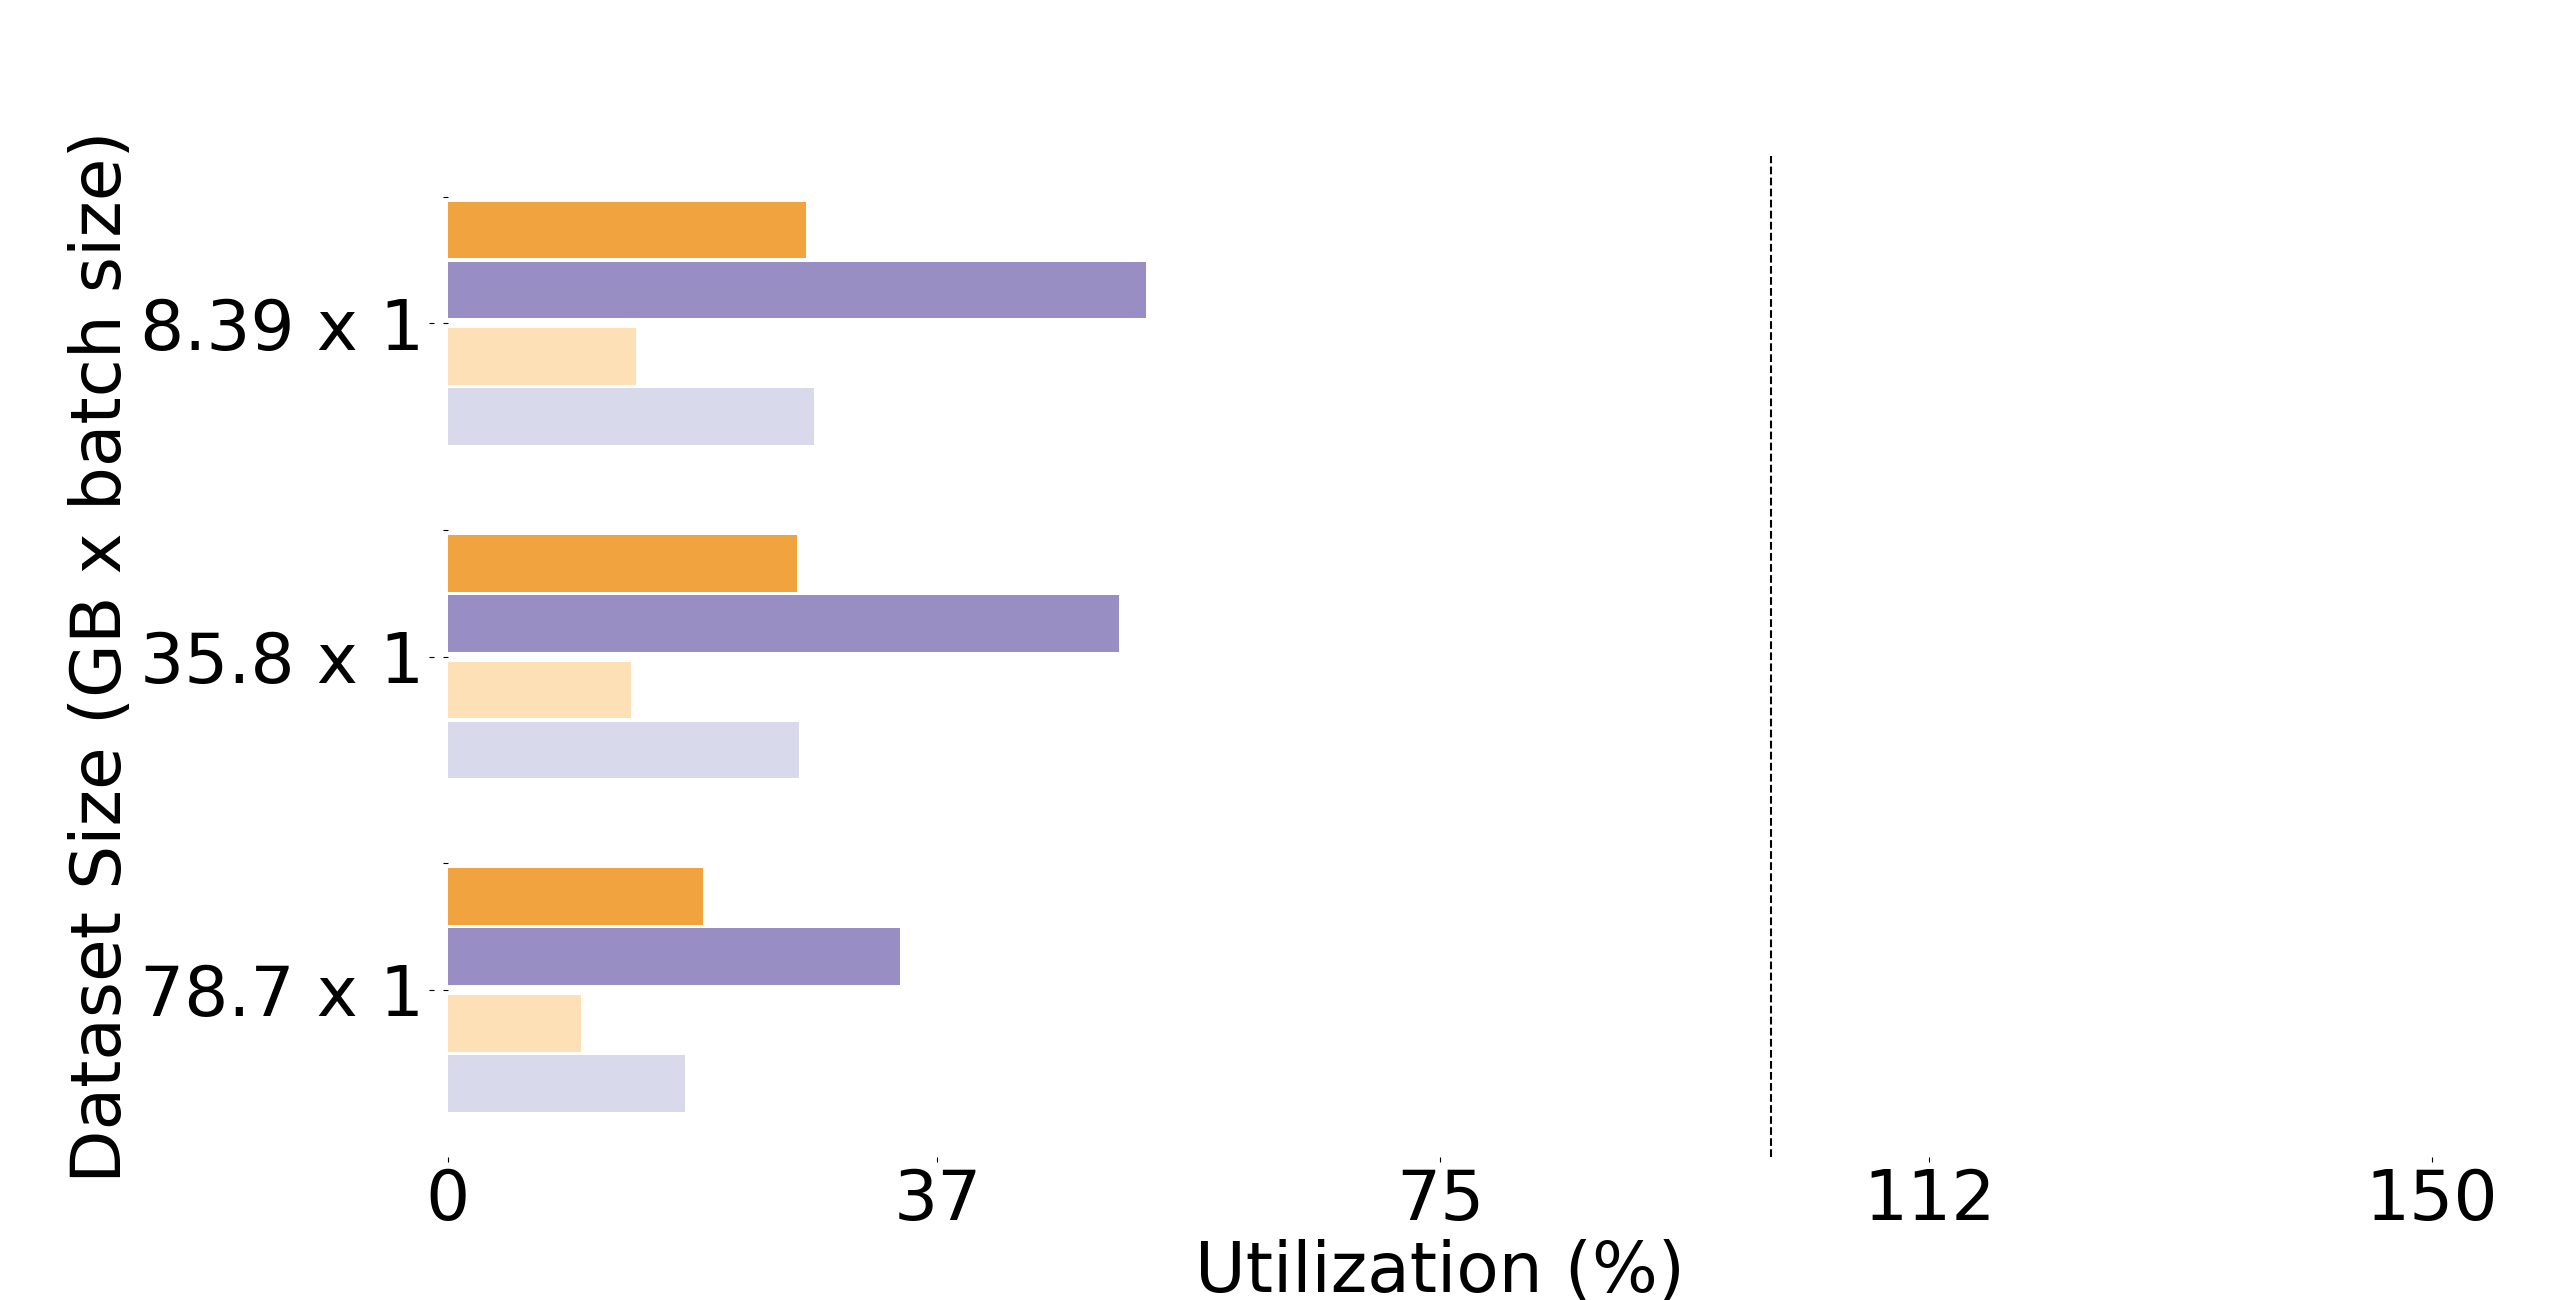 Dataset Size (GB x batch size)
8.39 x 1
35.8 x 1
78.7 x 1
0 37 75 112 150
Utilization (%)